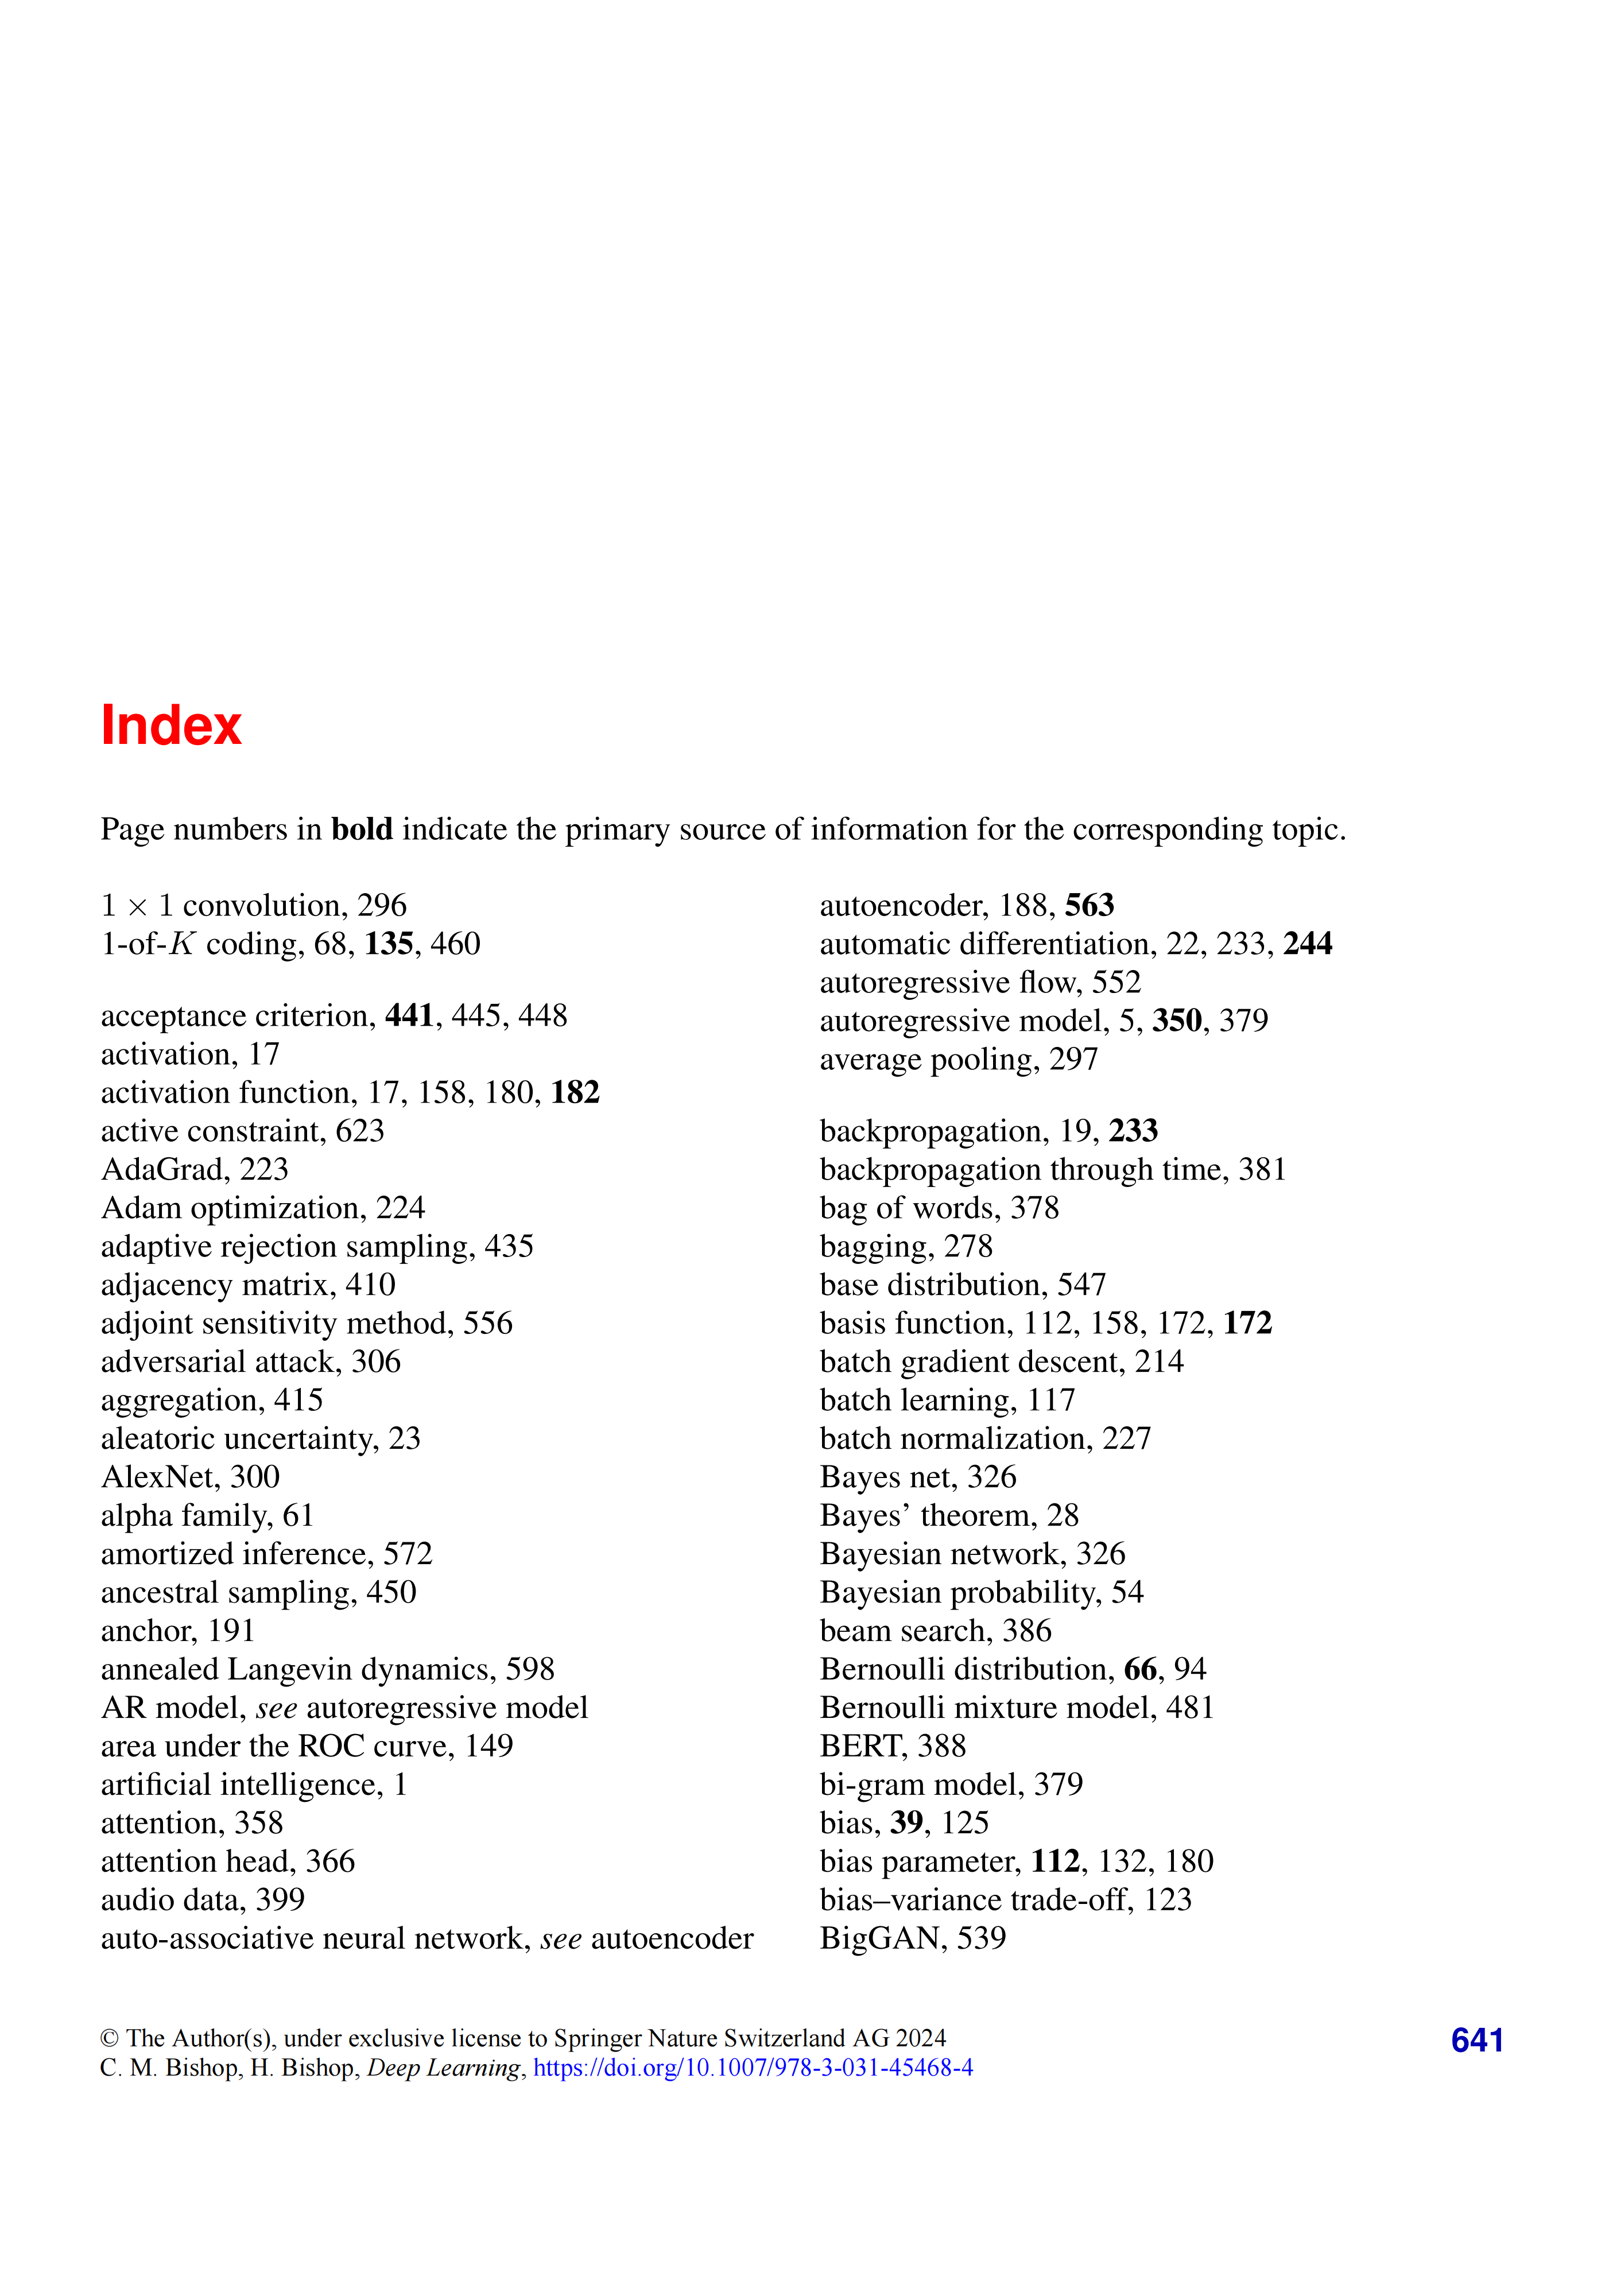 Index
Page numbers in bold indicate the primary source of information for the corresponding topic.
1 × 1 convolution, 296
1-of-K coding, 68, 135, 460
acceptance criterion, 441, 445, 448
activation, 17
activation function, 17, 158, 180, 182
active constraint, 623
AdaGrad, 223
Adam optimization, 224
adaptive rejection sampling, 435
adjacency matrix, 410
adjoint sensitivity method, 556
adversarial attack, 306
aggregation, 415
aleatoric uncertainty, 23
AlexNet, 300
alpha family, 61
amortized inference, 572
ancestral sampling, 450
anchor, 191
annealed Langevin dynamics, 598
AR model, see autoregressive model
area under the ROC curve, 149
artificial intelligence, 1
attention, 358
attention head, 366
audio data, 399
auto-associative neural network, see autoencoder
autoencoder, 188, 563
automatic differentiation, 22, 233, 244
autoregressive flow, 552
autoregressive model, 5, 350, 379
average pooling, 297
backpropagation, 19, 233
backpropagation through time, 381
bag of words, 378
bagging, 278
base distribution, 547
basis function, 112, 158, 172, 172
batch gradient descent, 214
batch learning, 117
batch normalization, 227
Bayes net, 326
Bayes’ theorem, 28
Bayesian network, 326
Bayesian probability, 54
beam search, 386
Bernoulli distribution, 66, 94
Bernoulli mixture model, 481
BERT, 388
bi-gram model, 379
bias, 39, 125
bias parameter, 112, 132, 180
bias–variance trade-off, 123
BigGAN, 539
© The Author(s), under exclusive license to Springer Nature Switzerland AG 2024
C. M. Bishop, H. Bishop, Deep Learning, https://doi.org/10.1007/978-3-031-45468-4
641